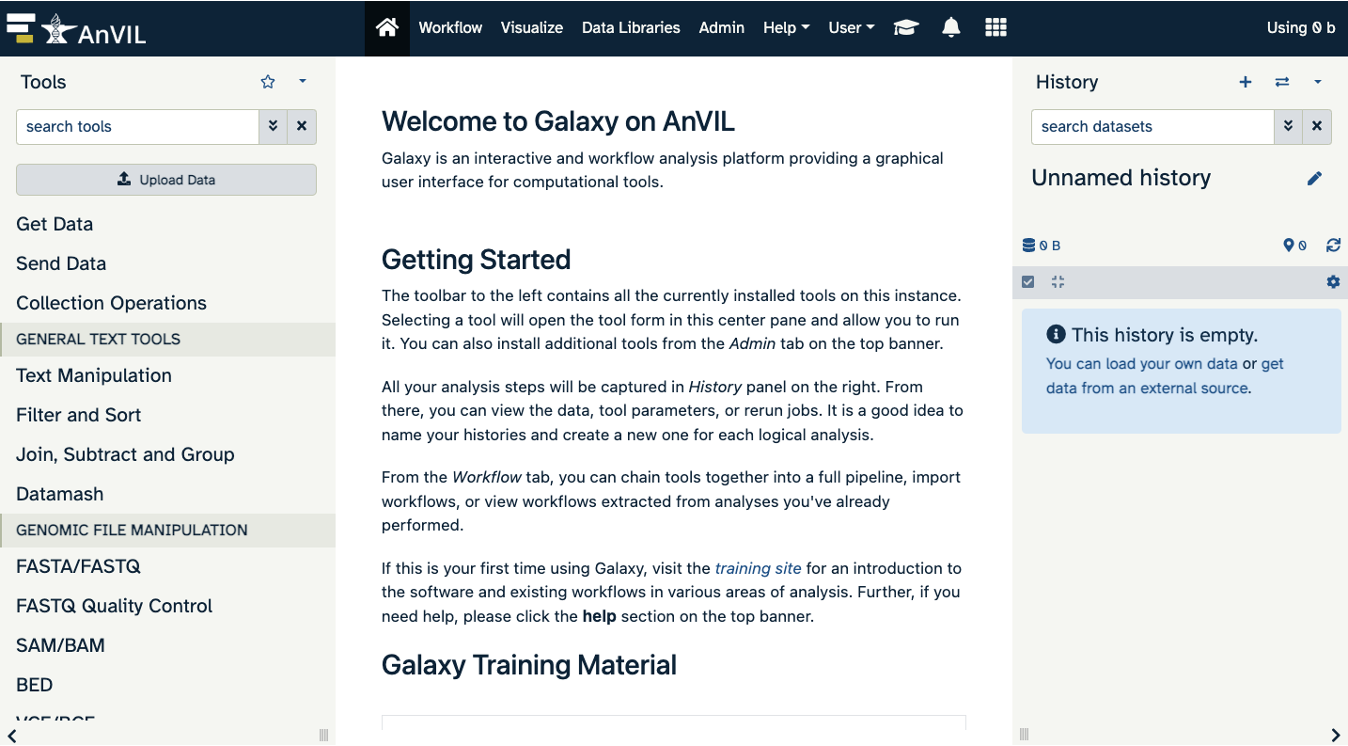 AnVIL
Workflow Visualize Data Libraries Admin Help User
Using 0 b
Tools
search tools
Upload Data
Get Data
Send Data
Collection Operations
GENERAL TEXT TOOLS
Text Manipulation
Filter and Sort
Join, Subtract and Group
Datamash
GENOMIC FILE MANIPULATION
FASTA/FASTQ
FASTQ Quality Control
SAM/BAM
BED
Welcome to Galaxy on AnVIL
Galaxy is an interactive and workflow analysis platform providing a graphical
user interface for computational tools.
Getting Started
The toolbar to the left contains all the currently installed tools on this instance.
Selecting a tool will open the tool form in this center pane and allow you to run
it. You can also install additional tools from the Admin tab on the top banner.
All your analysis steps will be captured in History panel on the right. From
there, you can view the data, tool parameters, or rerun jobs. It is a good idea to
name your histories and create a new one for each logical analysis.
From the Workflow tab, you can chain tools together into a full pipeline, import
workflows, or view workflows extracted from analyses you've already
performed.
If this is your first time using Galaxy, visit the training site for an introduction to
the software and existing workflows in various areas of analysis. Further, if you
need help, please click the help section on the top banner.
Galaxy Training Material
History
search datasets
Unnamed history
0 B
0
This history is empty.
You can load your own data or get
data from an external source.